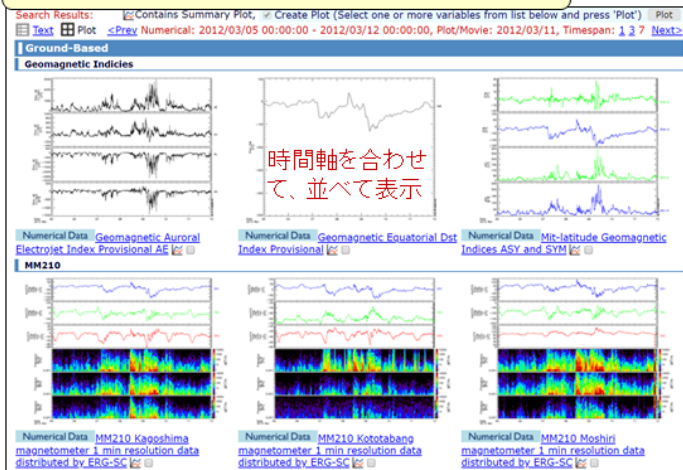 Search Results: Contains Summary Plot, Create Plot (Select one or more variables from list below and press 'Plot') Plot
Text Plot <Prev Numerical: 2012/03/05 00:00:00 - 2012/03/12 00:00:00, Plot/Movie: 2012/03/11, Timespan: 1 3 7 Next>
Ground-Based
Geomagnetic Indicies
時間軸を合わせ
て、並べて表示
Numerical Data Geomagnetic Auroral
Electrojet Index Provisional AE
Numerical Data Geomagnetic Equatorial Dst
Index Provisional
Numerical Data Mit-latitude Geomagnetic
Indices ASY and SYM
MM210
Numerical Data MM210 Kagoshima
magnetometer 1 min resolution data
distributed by ERG-SC
Numerical Data MM210 Kototabang
magnetometer 1 min resolution data
distributed by ERG-SC
Numerical Data MM210 Moshiri
magnetometer 1 min resolution data
distributed by ERG-SC